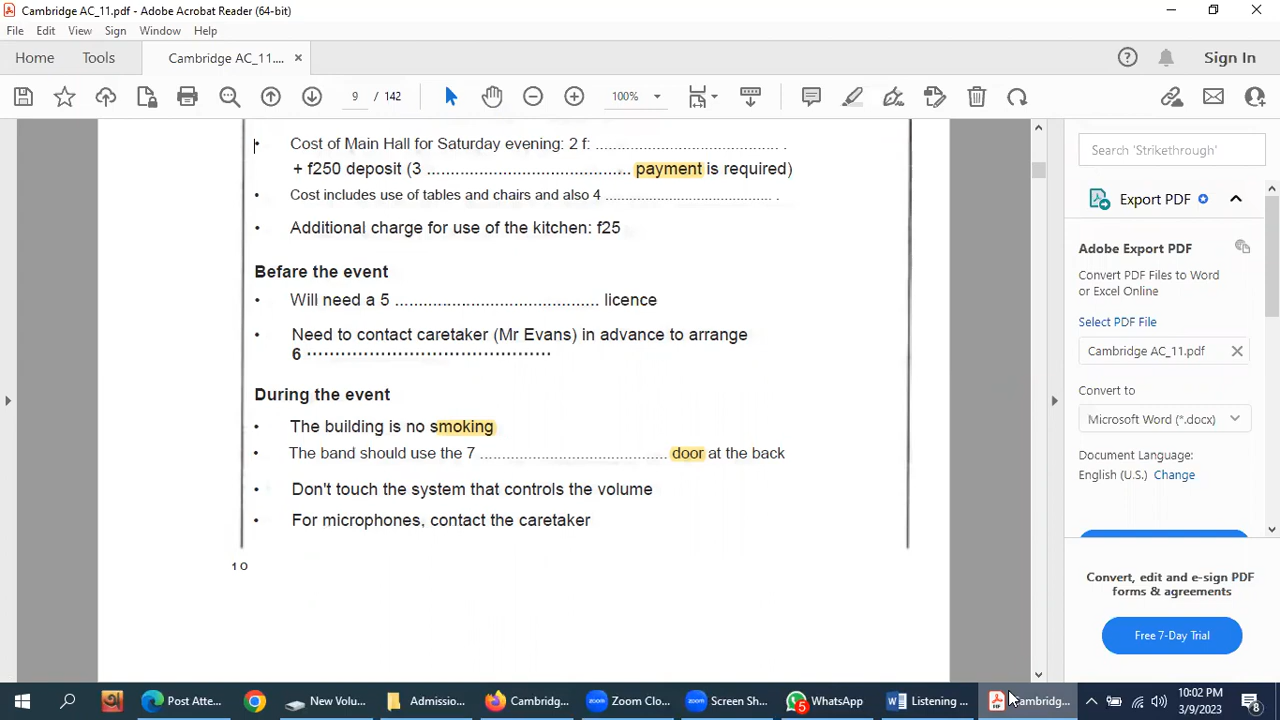 Cambridge AC_11.pdf - Adobe Acrobat Reader (64-bit)
File Edit View Sign Window Help
Home Tools Cambridge AC_11.... × Sign In
9 / 142 100%
• Cost of Main Hall for Saturday evening: 2 f: ........................................ .
+ f250 deposit (3 ........................................... payment is required)
• Cost includes use of tables and chairs and also 4 .......................................... .
• Additional charge for use of the kitchen: f25
Befare the event
• Will need a 5 ........................................... licence
• Need to contact caretaker (Mr Evans) in advance to arrange
6 ...........................................
During the event
• The building is no smoking
• The band should use the 7 ........................................... door at the back
• Don't touch the system that controls the volume
• For microphones, contact the caretaker
10
Search 'Strikethrough'
Export PDF
Adobe Export PDF
Convert PDF Files to Word
or Excel Online
Select PDF File
Cambridge AC_11.pdf
Convert to
Microsoft Word (*.docx)
Document Language:
English (U.S.) Change
Convert, edit and e-sign PDF
forms & agreements
Free 7-Day Trial
Post Atte... New Volu... Admissio... Cambridg... Zoom Clo... Screen Sh... 5 WhatsApp Listening ... Cambridg...
10:02 PM
3/9/2023